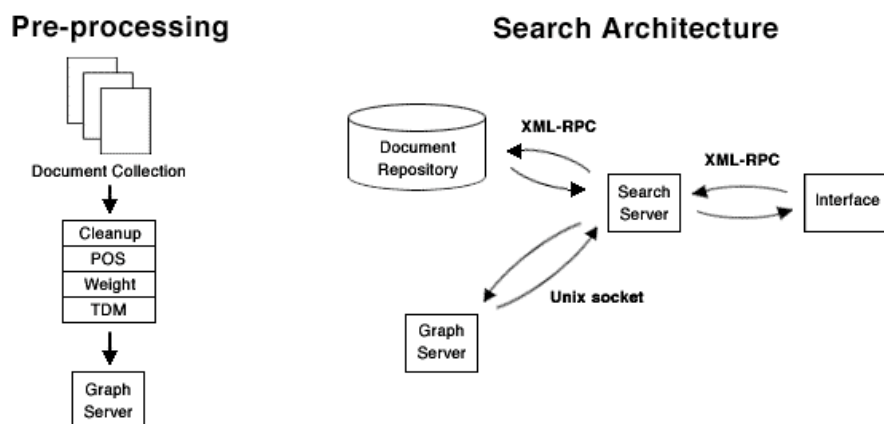 Pre-processing
Document Collection
Cleanup
POS
Weight
TDM
Graph
Server
Search Architecture
Document
Repository
XML-RPC
XML-RPC
Search
Server
Interface
Unix socket
Graph
Server